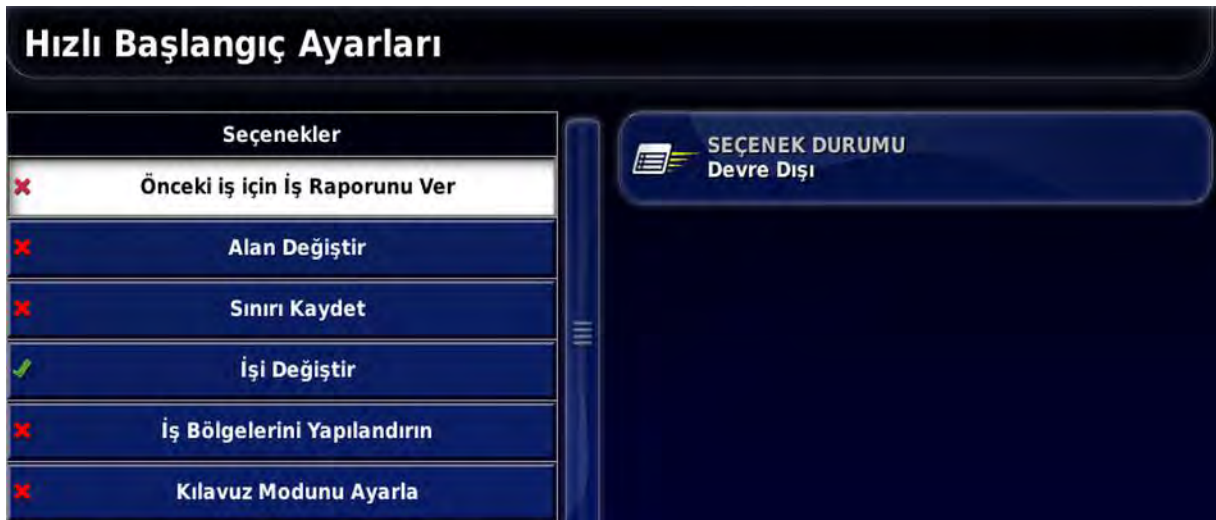 Hızlı Başlangıç Ayarları
Seçenekler
Önceki iş için İş Raporunu Ver
Alan Değiştir
Sınırı Kaydet
İşi Değiştir
İş Bölgelerini Yapılandırın
Kılavuz Modunu Ayarla
SEÇENEK DURUMU
Devre Dışı